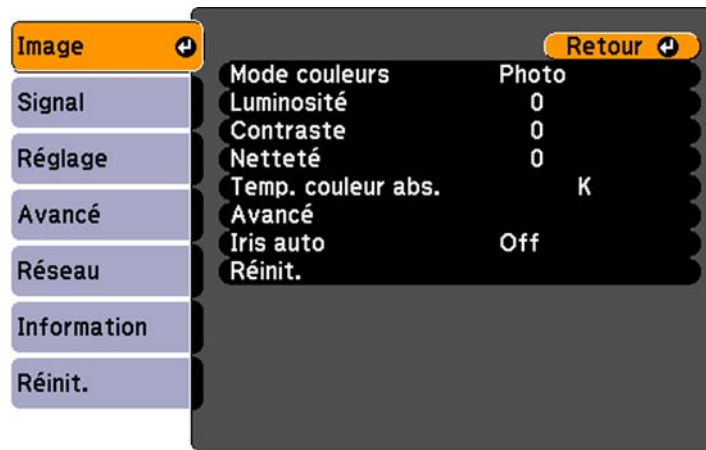 Image
Signal
Réglage
Avancé
Réseau
Information
Réinit.
Retour
Mode couleurs Photo
Luminosité 0
Contraste 0
Netteté 0
Temp. couleur abs. K
Avancé
Iris auto Off
Réinit.